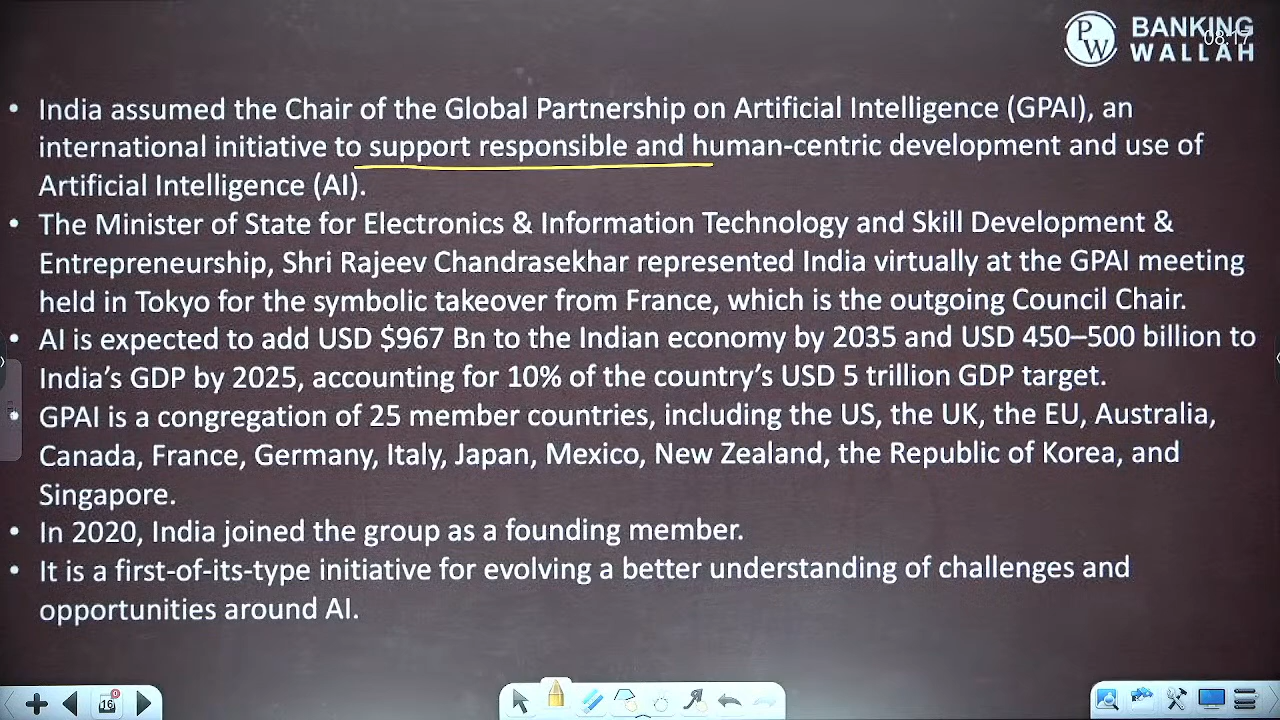 PW BANKING
WALLAH
08:17
• India assumed the Chair of the Global Partnership on Artificial Intelligence (GPAI), an
international initiative to support responsible and human-centric development and use of
Artificial Intelligence (AI).
• The Minister of State for Electronics & Information Technology and Skill Development &
Entrepreneurship, Shri Rajeev Chandrasekhar represented India virtually at the GPAI meeting
held in Tokyo for the symbolic takeover from France, which is the outgoing Council Chair.
• AI is expected to add USD $967 Bn to the Indian economy by 2035 and USD 450–500 billion to
India’s GDP by 2025, accounting for 10% of the country’s USD 5 trillion GDP target.
• GPAI is a congregation of 25 member countries, including the US, the UK, the EU, Australia,
Canada, France, Germany, Italy, Japan, Mexico, New Zealand, the Republic of Korea, and
Singapore.
• In 2020, India joined the group as a founding member.
• It is a first-of-its-type initiative for evolving a better understanding of challenges and
opportunities around AI.
16
0